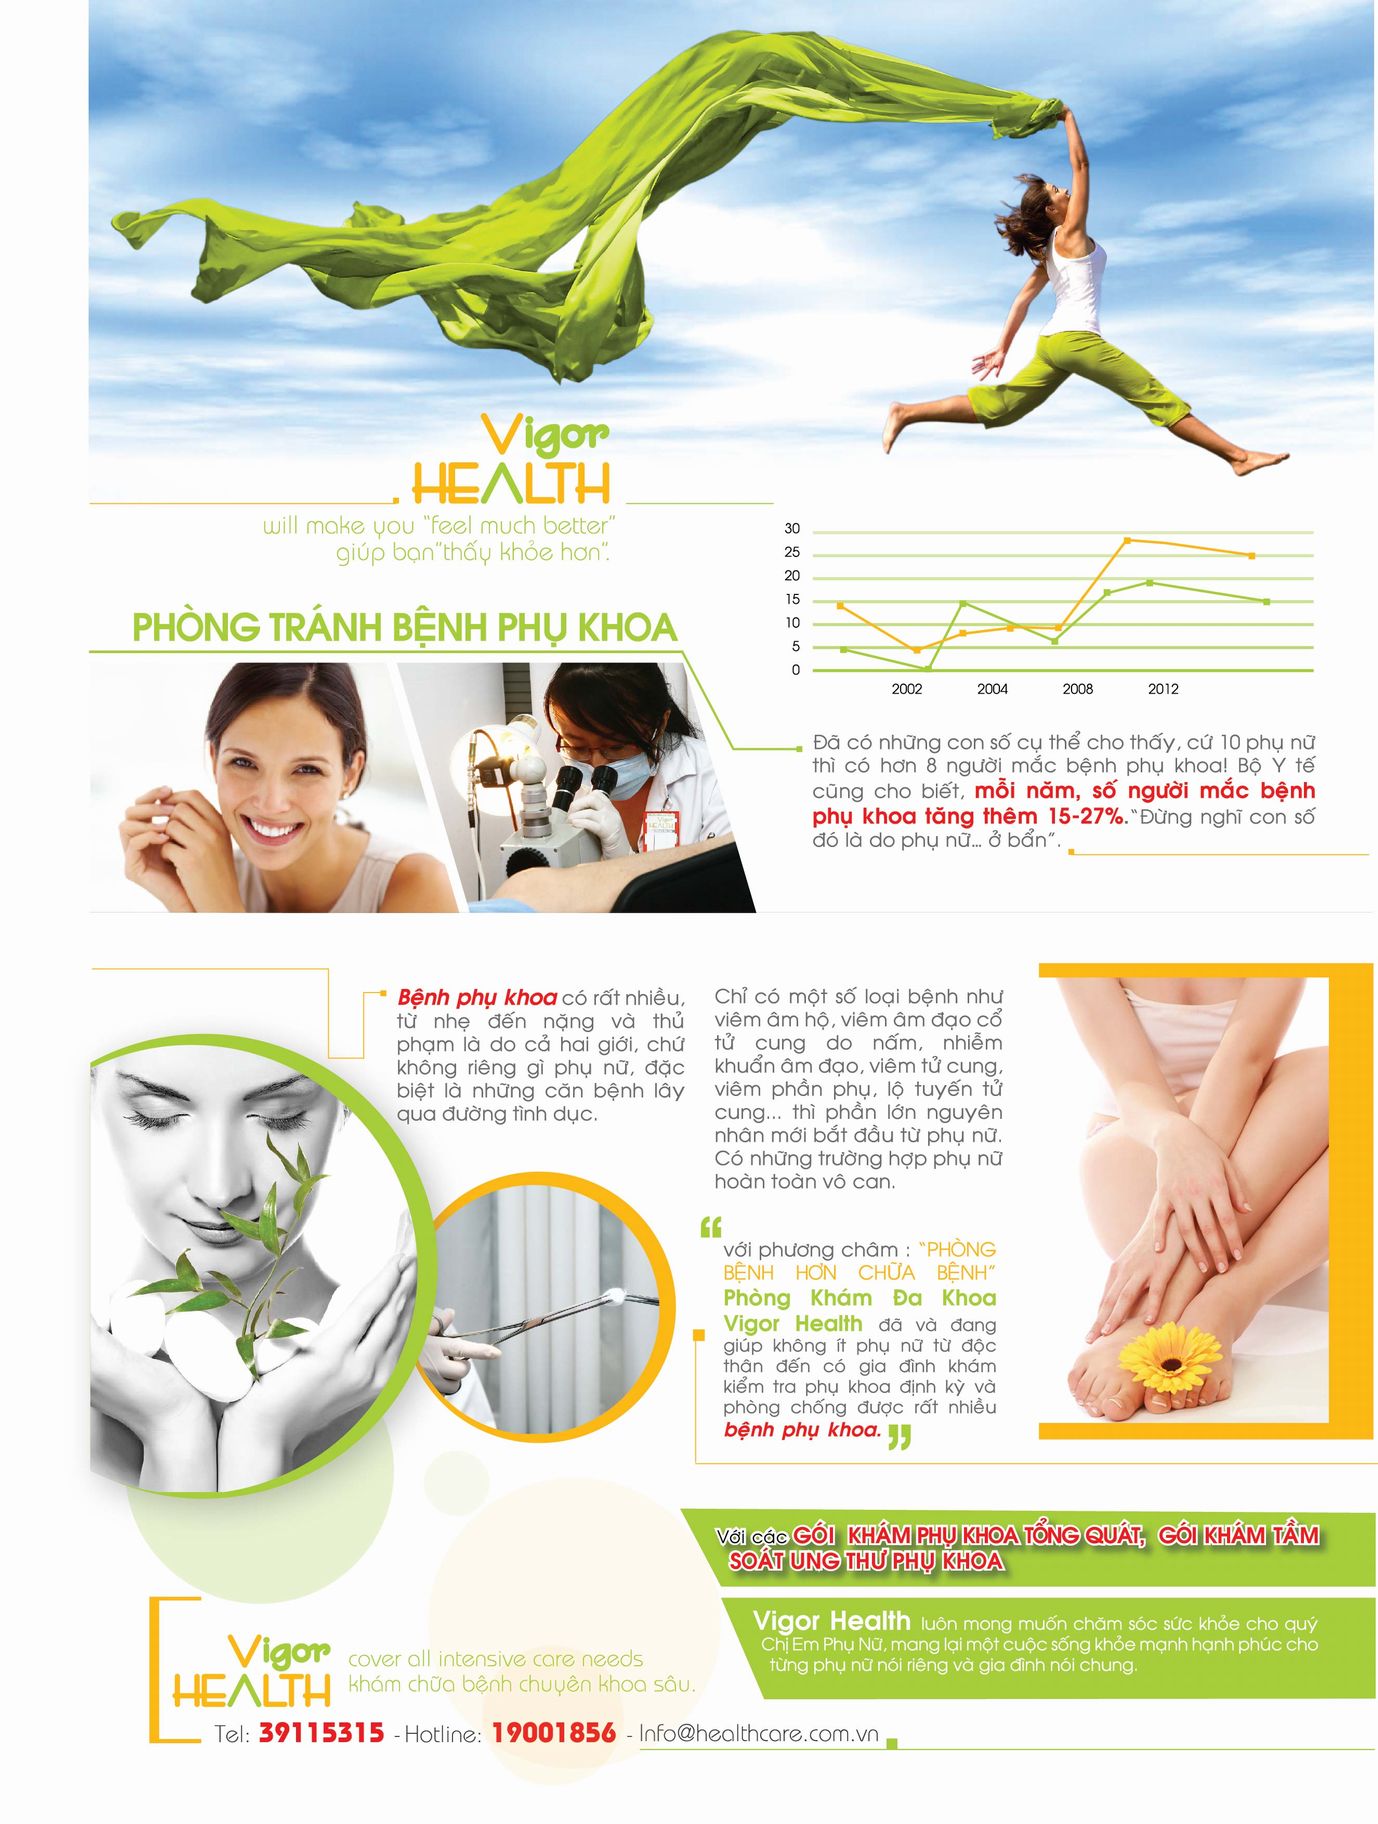 Vigor
HEALTH
will make you "feel much better"
giúp bạn"thấy khỏe hơn".
30
25
20
15
10
5
0
2002 2004 2008 2012
PHÒNG TRÁNH BỆNH PHỤ KHOA
Đã có những con số cụ thể cho thấy, cứ 10 phụ nữ
thì có hơn 8 người mắc bệnh phụ khoa! Bộ Y tế
cũng cho biết, mỗi năm, số người mắc bệnh
phụ khoa tăng thêm 15-27%."Đừng nghĩ con số
đó là do phụ nữ... ở bẩn".
Vigor
HEALTH
Bệnh phụ khoa có rất nhiều,
từ nhẹ đến nặng và thủ
phạm là do cả hai giới, chứ
không riêng gì phụ nữ, đặc
biệt là những căn bệnh lây
qua đường tình dục.
Chỉ có một số loại bệnh như
viêm âm hộ, viêm âm đạo cổ
tử cung do nấm, nhiễm
khuẩn âm đạo, viêm tử cung,
viêm phần phụ, lộ tuyến tử
cung... thì phần lớn nguyên
nhân mới bắt đầu từ phụ nữ.
Có những trường hợp phụ nữ
hoàn toàn vô can.
"
với phương châm : "PHÒNG
BỆNH HƠN CHỮA BỆNH"
Phòng Khám Đa Khoa
Vigor Health đã và đang
giúp không ít phụ nữ từ độc
thân đến có gia đình khám
kiểm tra phụ khoa định kỳ và
phòng chống được rất nhiều
bệnh phụ khoa. "
Với các GÓI KHÁM PHỤ KHOA TỔNG QUÁT, GÓI KHÁM TẦM
SOÁT UNG THƯ PHỤ KHOA
Vigor Health luôn mong muốn chăm sóc sức khỏe cho quý
Chị Em Phụ Nữ, mang lại một cuộc sống khỏe mạnh hạnh phúc cho
từng phụ nữ nói riêng và gia đình nói chung.
Vigor
HEALTH
cover all intensive care needs
khám chữa bệnh chuyên khoa sâu.
Tel: 39115315 - Hotline: 19001856 - Info@healthcare.com.vn